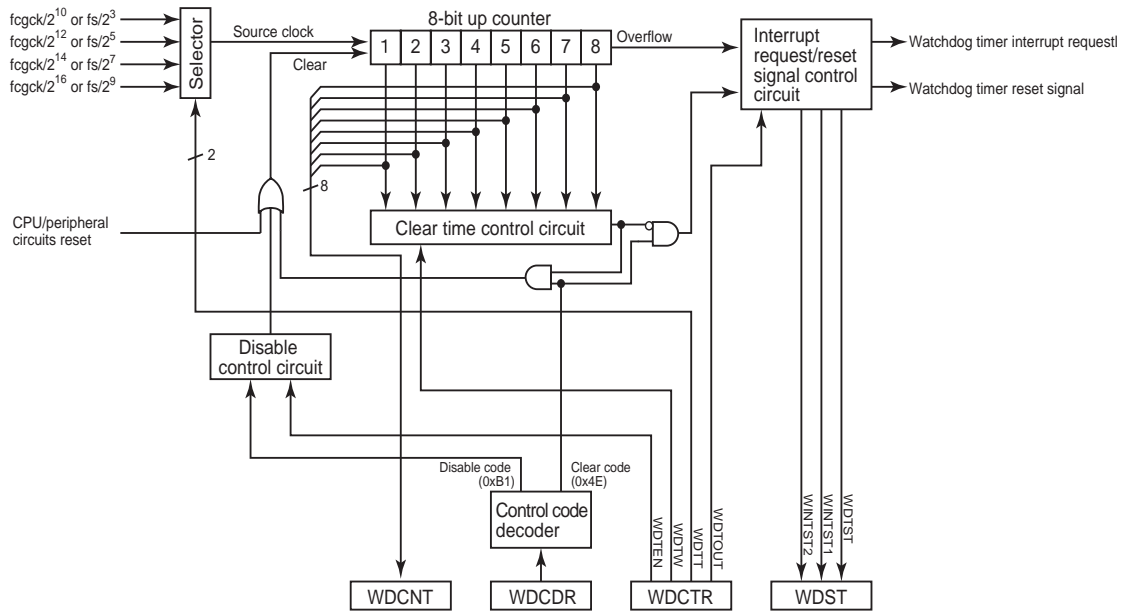 8-bit up counter
fcgck/2^10 or fs/2^3
fcgck/2^12 or fs/2^5
fcgck/2^14 or fs/2^7
fcgck/2^16 or fs/2^9
Selector
Source clock
Clear
1 2 3 4 5 6 7 8
Overflow
Interrupt
request/reset
signal control
circuit
Watchdog timer interrupt requestl
Watchdog timer reset signal
2
8
CPU/peripheral
circuits reset
Clear time control circuit
Disable
control circuit
Disable code
(0xB1)
Clear code
(0x4E)
Control code
decoder
WDTEN
WDTW
WDTT
WDTOUT
WINTST2
WINTST1
WDTST
WDCNT
WDCDR
WDCTR
WDST